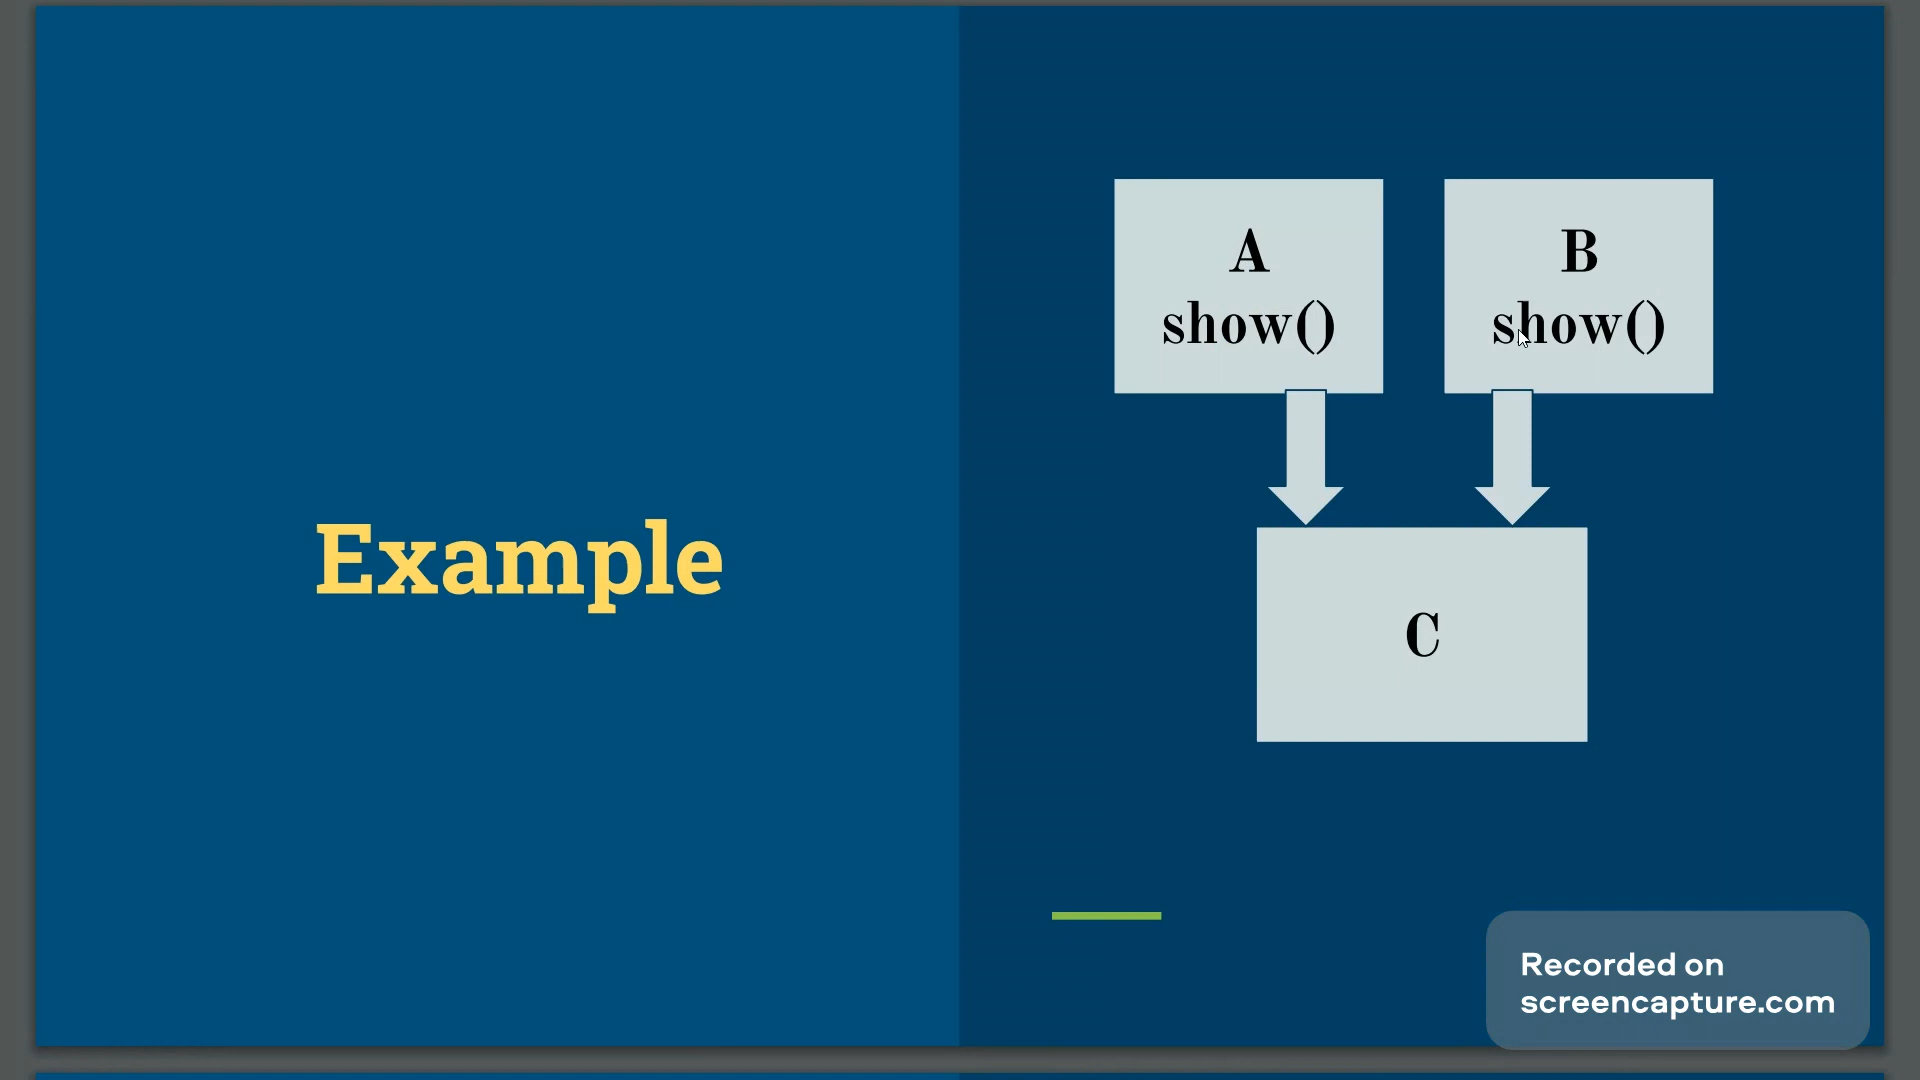 Example
A
show()
B
show()
C
Recorded on
screencapture.com